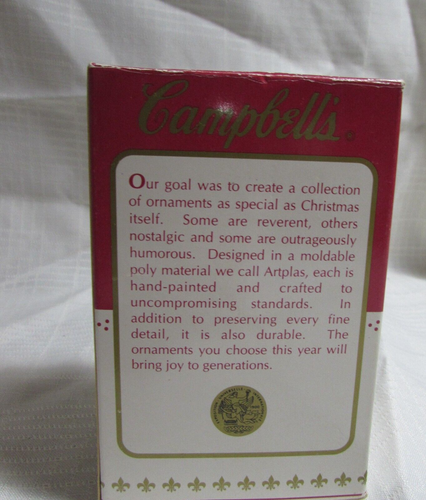 Campbell's®
Our goal was to create a collection
of ornaments as special as Christmas
itself. Some are reverent, others
nostalgic and some are outrageously
humorous. Designed in a moldable
poly material we call Artplas, each is
hand-painted and crafted to
uncompromising standards. In
addition to preserving every fine
detail, it is also durable. The
ornaments you choose this year will
bring joy to generations.